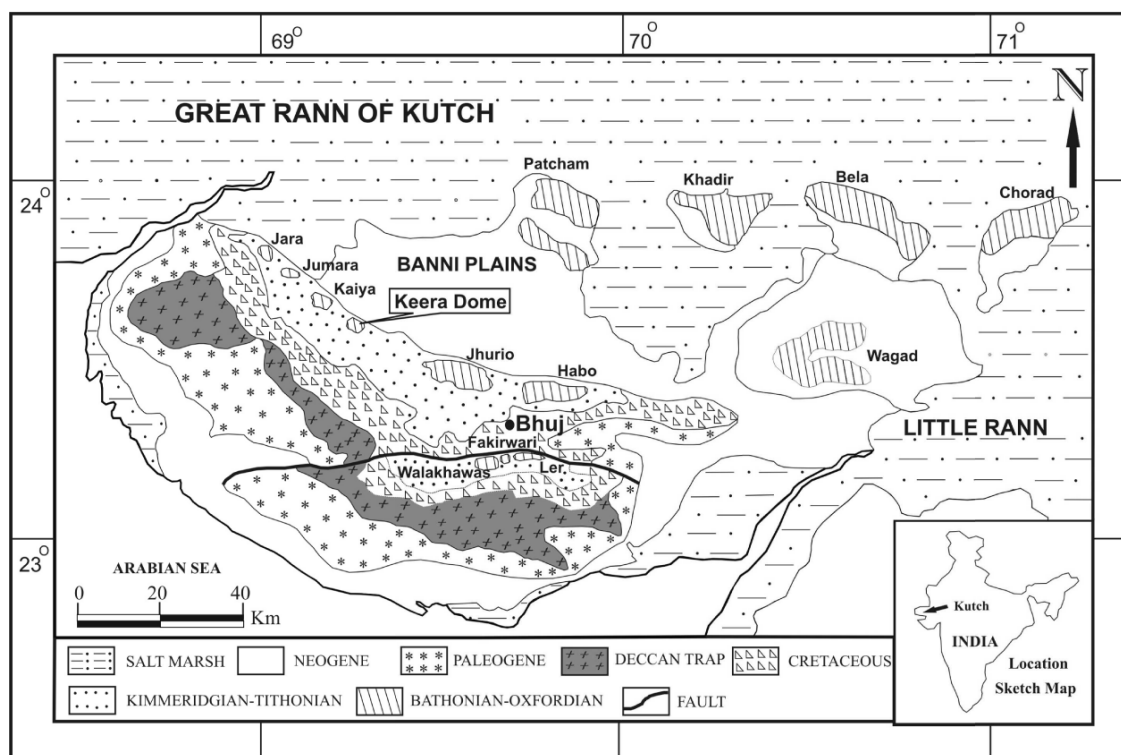 69°
70°
71°
N
GREAT RANN OF KUTCH
24°
Patcham
Khadir
Bela
Chorad
Jara
Jumara
Kaiya
Keera Dome
BANNI PLAINS
Jhurio
Habo
Wagad
Bhuj
Fakirwari
Walakhawas
Ler
LITTLE RANN
23°
ARABIAN SEA
0 20 40
Km
Kutch
INDIA
Location
Sketch Map
SALT MARSH NEOGENE PALEOGENE DECCAN TRAP CRETACEOUS
KIMMERIDGIAN-TITHONIAN BATHONIAN-OXFORDIAN FAULT